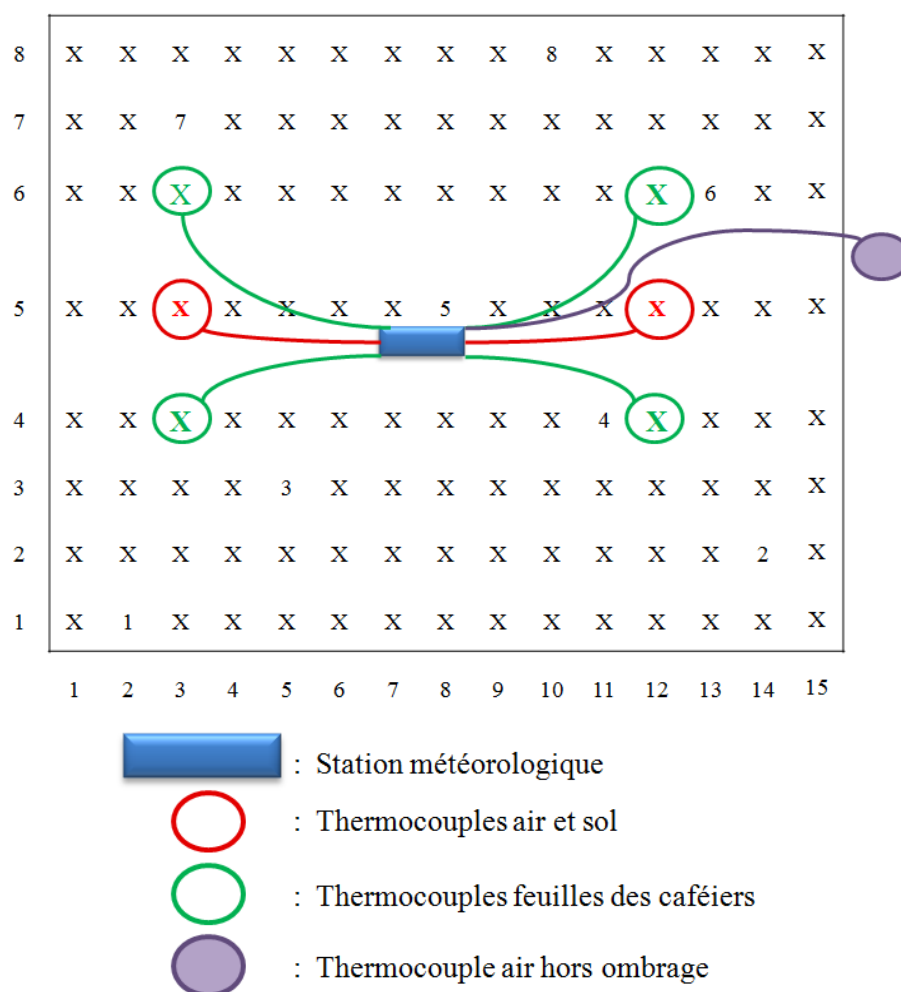 8 X X X X X X X X X 8 X X X X X
7 X X 7 X X X X X X X X X X X X
6 X X X X X X X X X X X X 6 X X
5 X X X X X X X 5 X X X X X X X
4 X X X X X X X X X X 4 X X X X
3 X X X X 3 X X X X X X X X X X
2 X X X X X X X X X X X X X 2 X
1 X 1 X X X X X X X X X X X X X
1 2 3 4 5 6 7 8 9 10 11 12 13 14 15
: Station météorologique
: Thermocouples air et sol
: Thermocouples feuilles des caféiers
: Thermocouple air hors ombrage